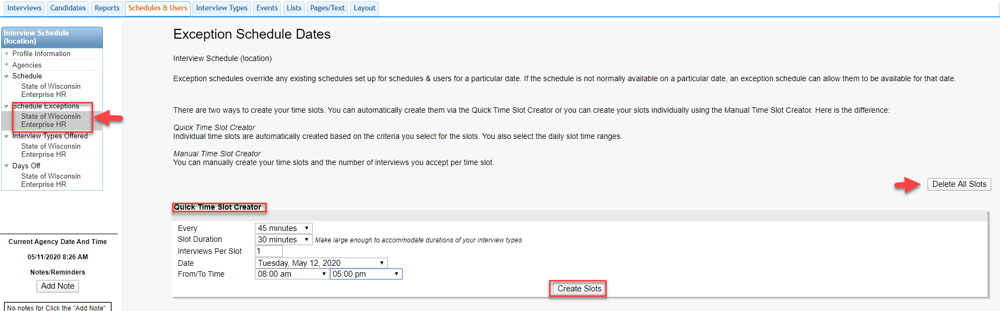 Interviews Candidates Reports Schedules & Users Interview Types Events Lists Pages/Text Layout
Interview Schedule
(location)
Profile Information
Agencies
Schedule
State of Wisconsin
Enterprise HR
Schedule Exceptions
State of Wisconsin
Enterprise HR
Interview Types Offered
State of Wisconsin
Enterprise HR
Days Off
State of Wisconsin
Enterprise HR
Current Agency Date And Time
05/11/2020 8:26 AM
Notes/Reminders
Add Note
No notes for Click the "Add Note"
Exception Schedule Dates
Interview Schedule (location)
Exception schedules override any existing schedules set up for schedules & users for a particular date. If the schedule is not normally available on a particular date, an exception schedule can allow them to be available for that date.
There are two ways to create your time slots. You can automatically create them via the Quick Time Slot Creator or you can create your slots individually using the Manual Time Slot Creator. Here is the difference:
Quick Time Slot Creator
Individual time slots are automatically created based on the criteria you select for the slots. You also select the daily slot time ranges.
Manual Time Slot Creator
You can manually create your time slots and the number of interviews you accept per time slot.
Delete All Slots
Quick Time Slot Creator
Every 45 minutes
Slot Duration 30 minutes Make large enough to accommodate durations of your interview types.
Interviews Per Slot 1
Date Tuesday, May 12, 2020
From/To Time 08:00 am 05:00 pm
Create Slots